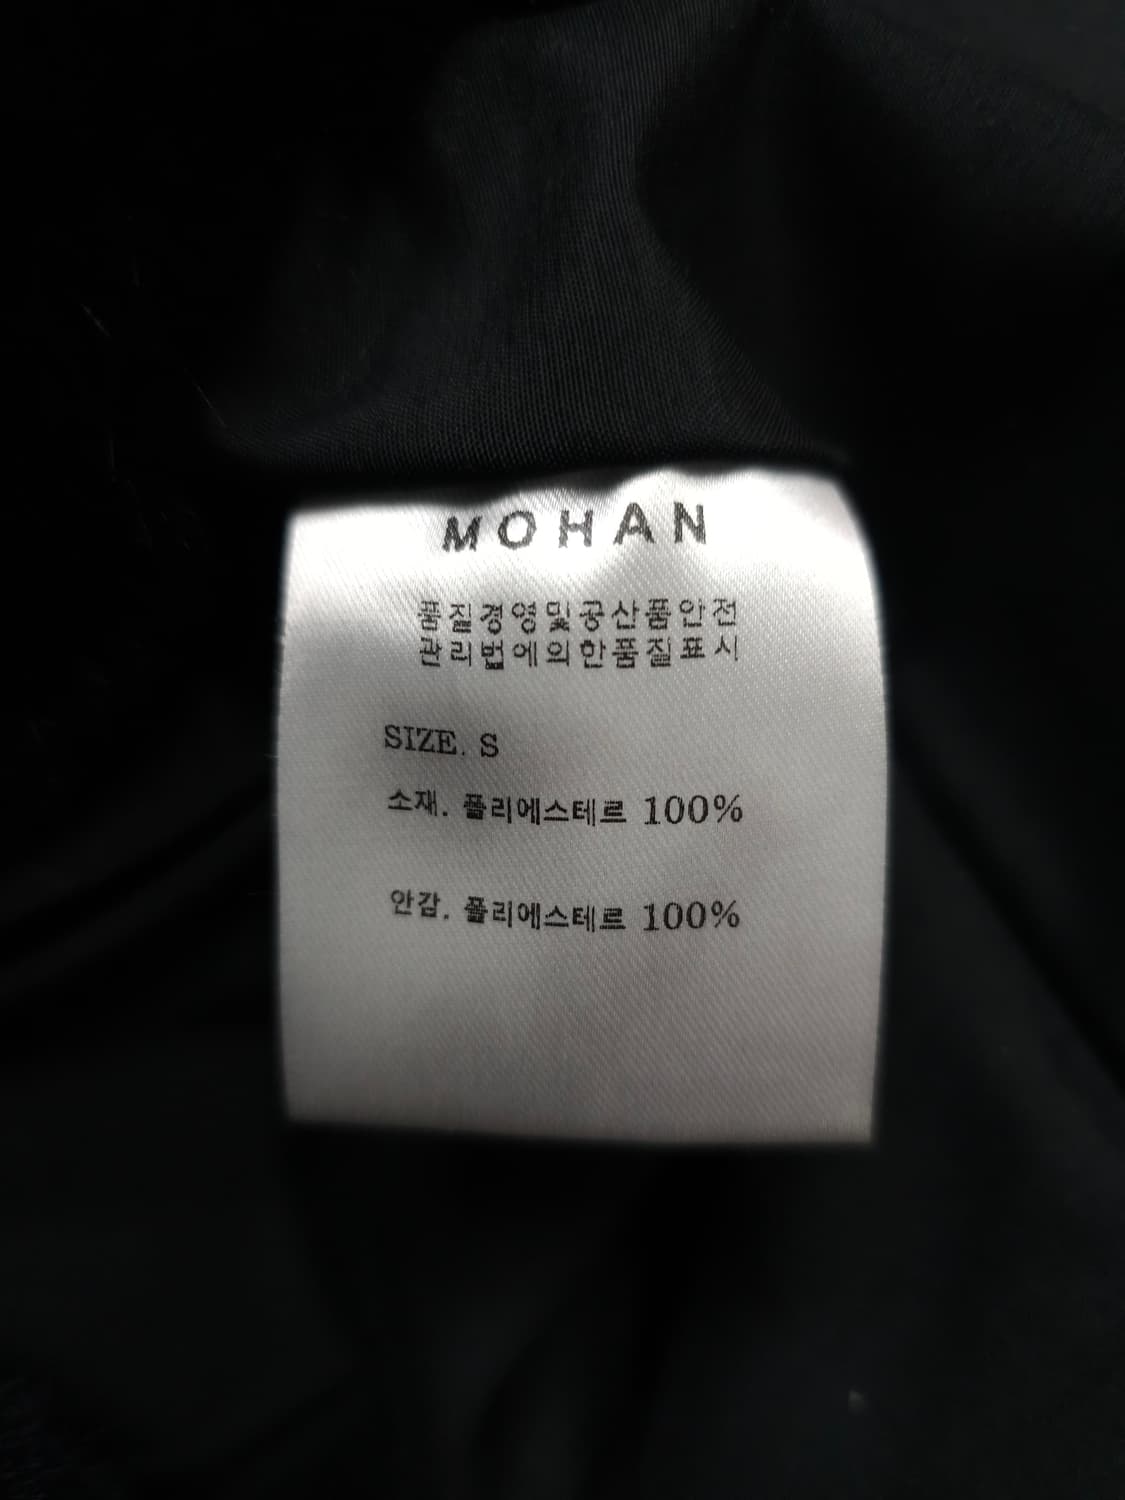 MOHAN
품질경영및공산품안전
관리법에의한품질표시
SIZE. S
소재. 폴리에스테르 100%
안감. 폴리에스테르 100%